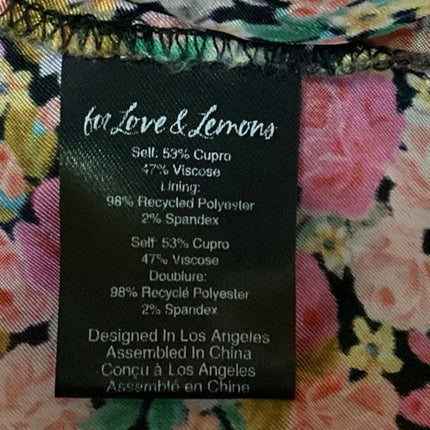 for Love & Lemons
Self: 53% Cupro
47% Viscose
Lining:
98% Recycled Polyester
2% Spandex
Self: 53% Cupro
47% Viscose
Doublure:
98% Recyclé Polyester
2% Spandex
Designed In Los Angeles
Assembled In China
Conçu à Los Angeles
Assemblé en Chine